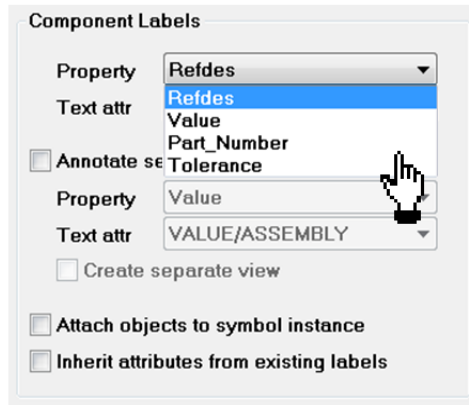 Component Labels
Property Refdes
Text attr Refdes
Value
Part_Number
Annotate se Tolerance
Property Value
Text attr VALUE/ASSEMBLY
Create separate view
Attach objects to symbol instance
Inherit attributes from existing labels